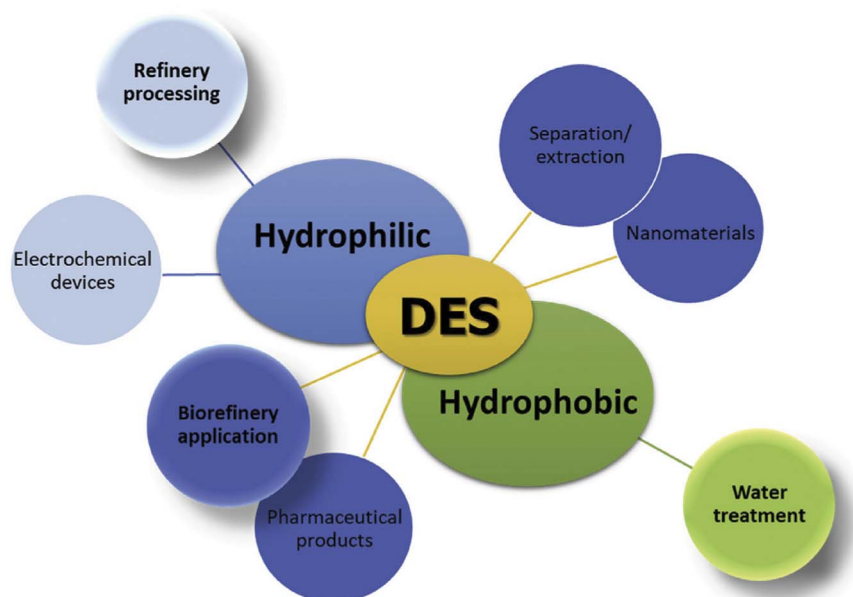 Refinery
processing
Separation/
extraction
Hydrophilic
Nanomaterials
Electrochemical
devices
DES
Hydrophobic
Biorefinery
application
Pharmaceutical
products
Water
treatment